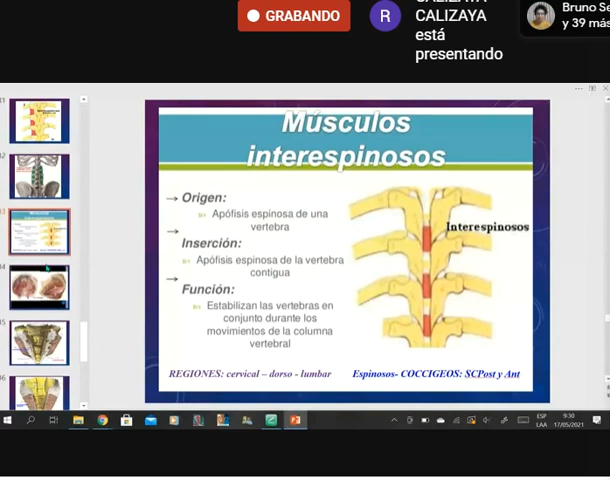 GRABANDO
R
CALIZAYA
está
presentando
Bruno Se
y 39 más
Músculos
interespinosos
Origen:
Apófisis espinosa de una
vertebra
Inserción:
Apófisis espinosa de la vertebra
contigua
Función:
Estabilizan las vertebras en
conjunto durante los
movimientos de la columna
vertebral
Interespinosos
REGIONES: cervical – dorso - lumbar
Espinosos- COCCIGEOS: SCPost y Ant
ESP
LAA
9:30
17/05/2021